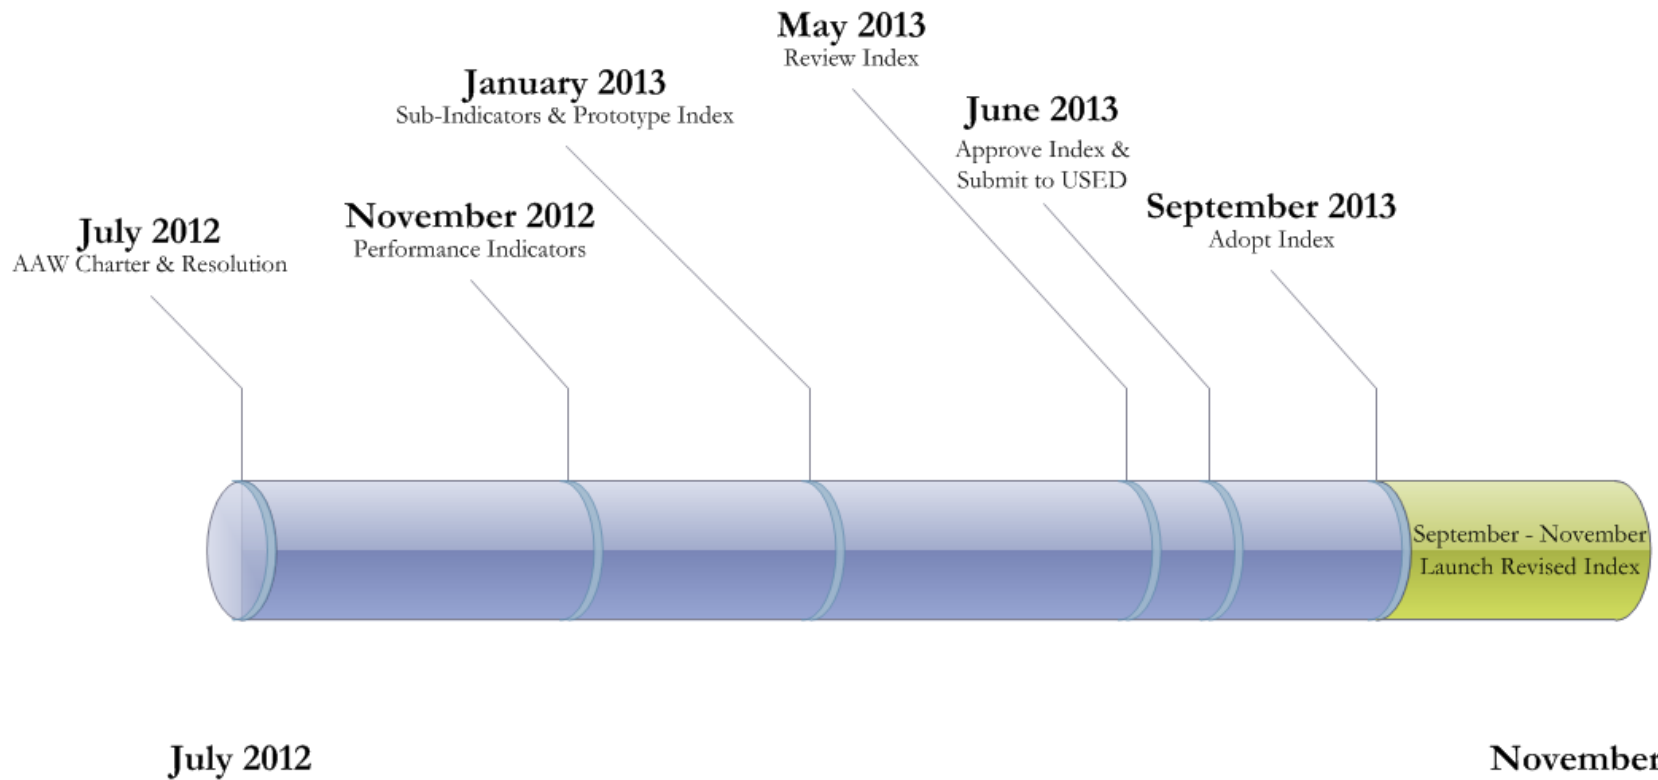 May 2013
Review Index
January 2013
Sub-Indicators & Prototype Index
June 2013
Approve Index &
Submit to USED
September 2013
Adopt Index
November 2012
Performance Indicators
July 2012
AAW Charter & Resolution
September - November
Launch Revised Index
July 2012
November